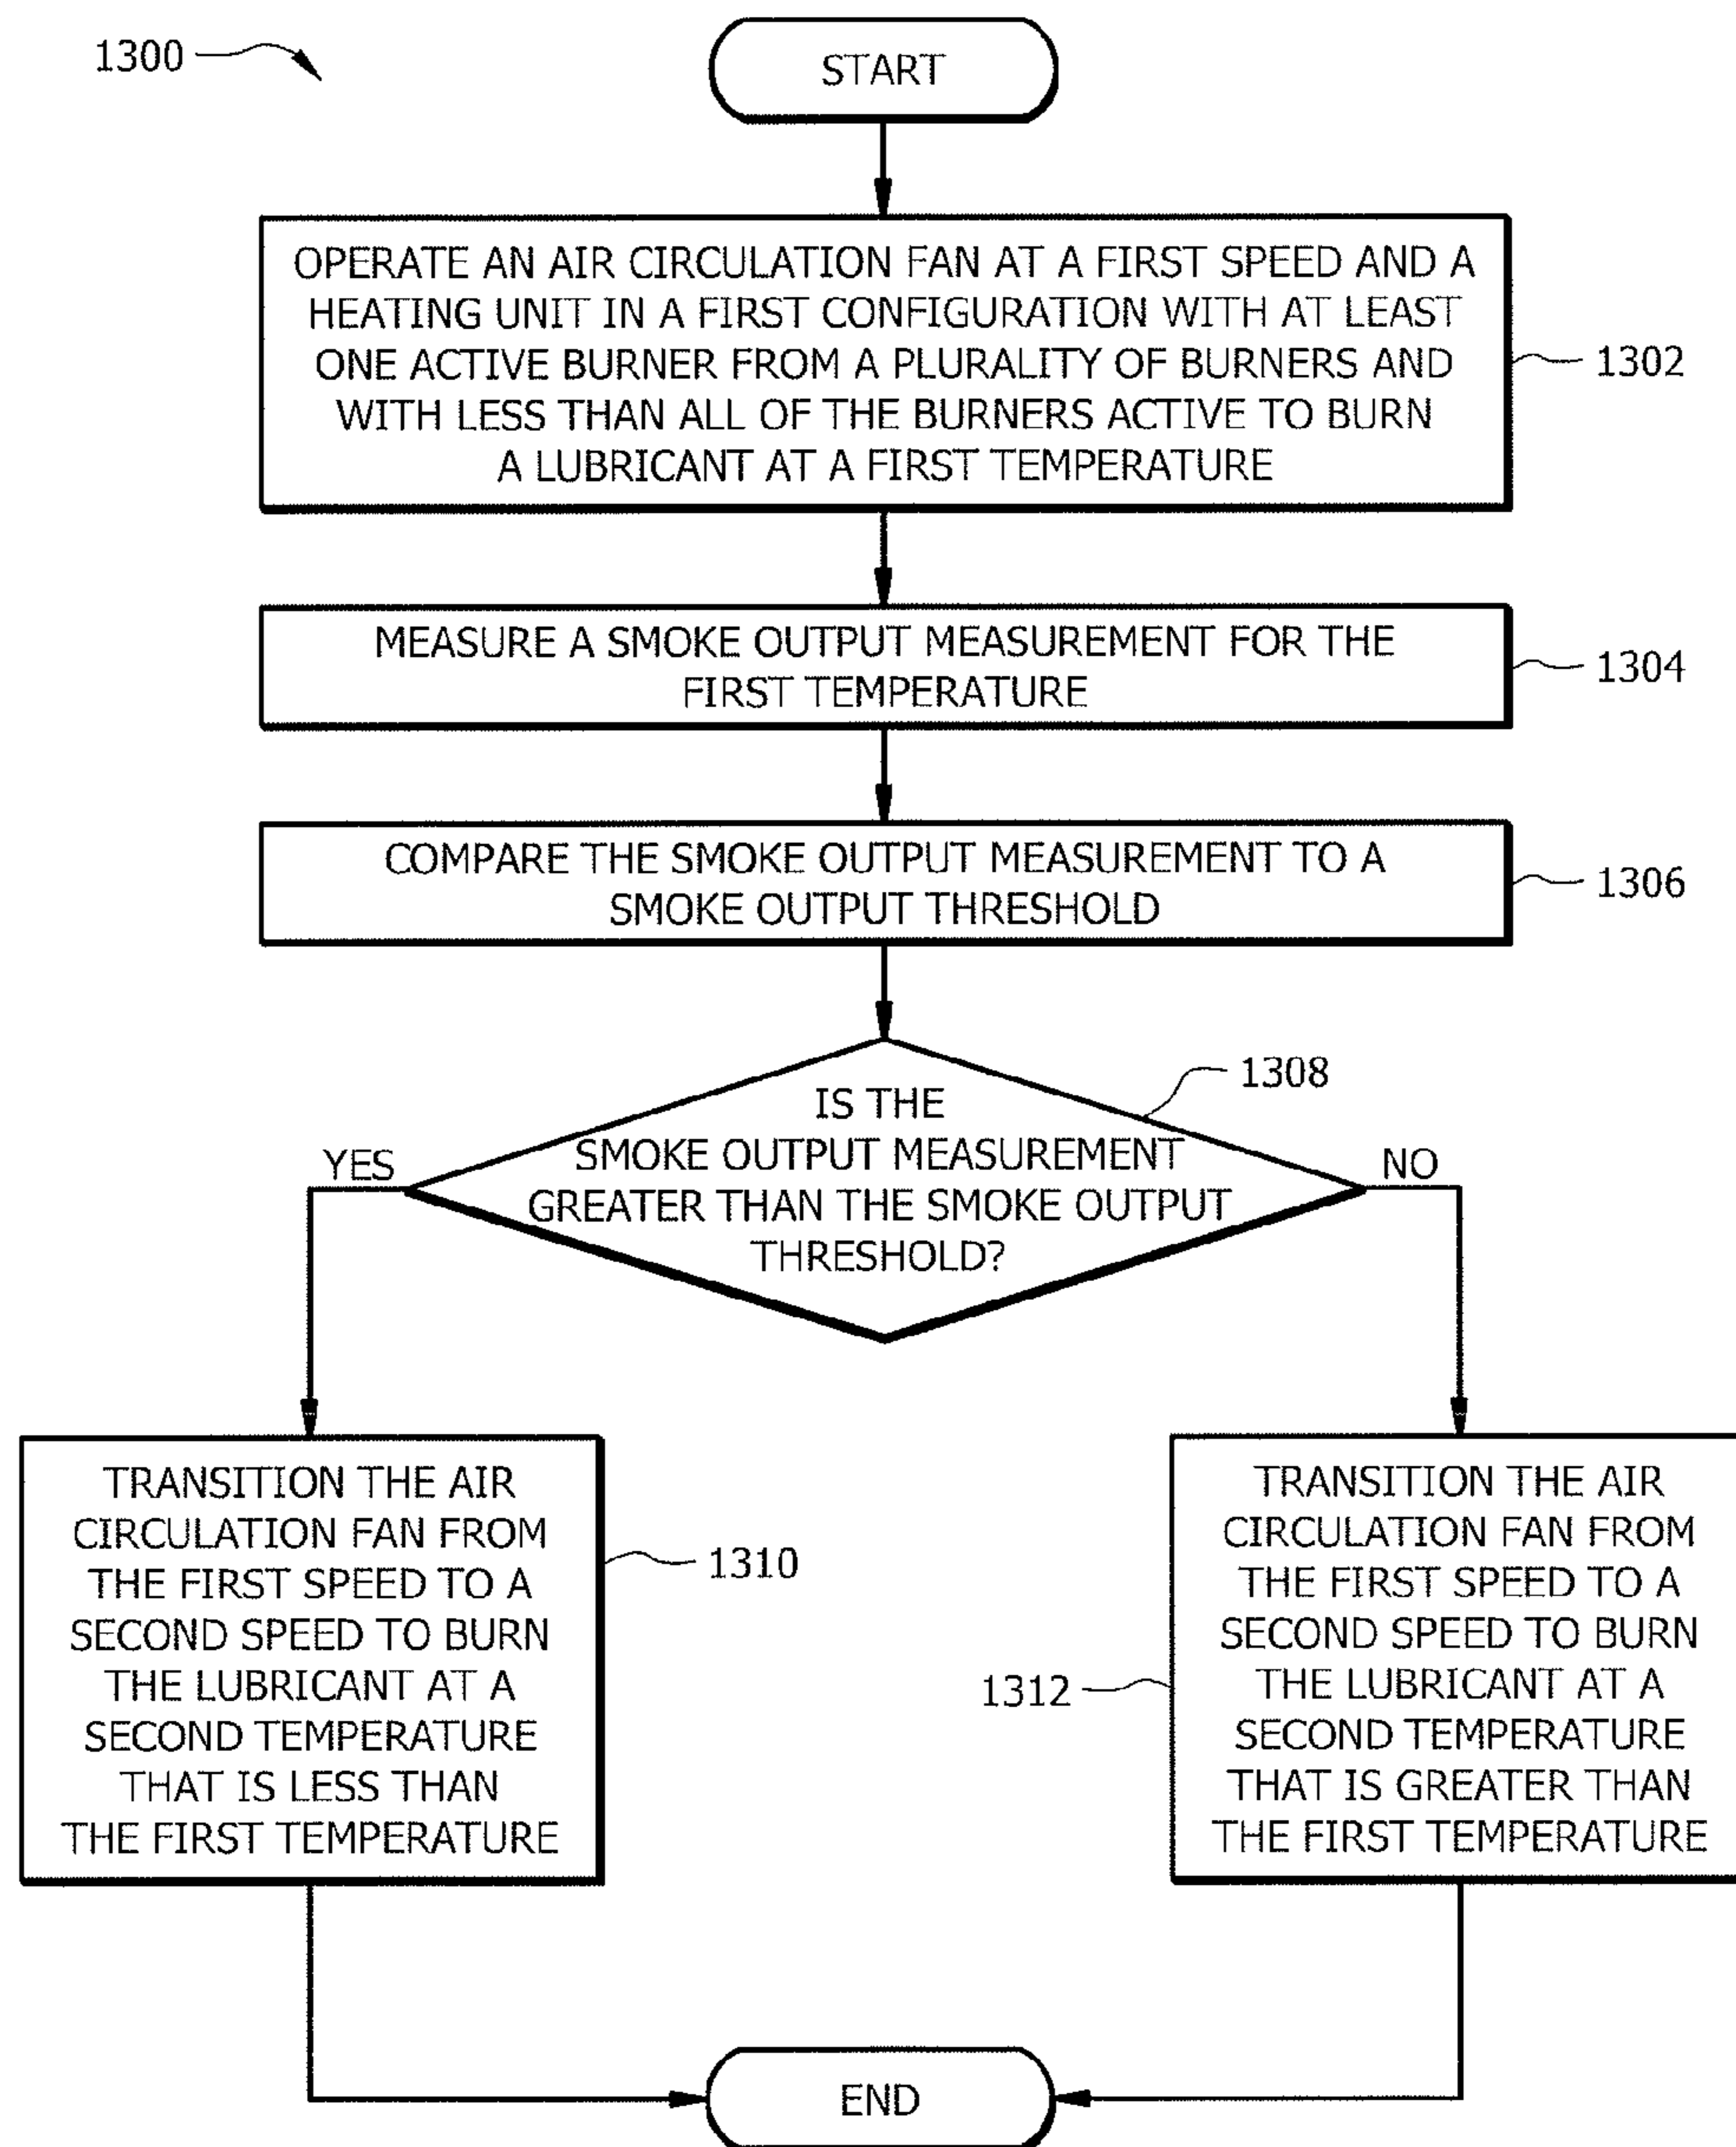 1300
START
OPERATE AN AIR CIRCULATION FAN AT A FIRST SPEED AND A
HEATING UNIT IN A FIRST CONFIGURATION WITH AT LEAST
ONE ACTIVE BURNER FROM A PLURALITY OF BURNERS AND
WITH LESS THAN ALL OF THE BURNERS ACTIVE TO BURN
A LUBRICANT AT A FIRST TEMPERATURE
1302
MEASURE A SMOKE OUTPUT MEASUREMENT FOR THE
FIRST TEMPERATURE
1304
COMPARE THE SMOKE OUTPUT MEASUREMENT TO A
SMOKE OUTPUT THRESHOLD
1306
IS THE
SMOKE OUTPUT MEASUREMENT
GREATER THAN THE SMOKE OUTPUT
THRESHOLD?
1308
YES
NO
TRANSITION THE AIR
CIRCULATION FAN FROM
THE FIRST SPEED TO A
SECOND SPEED TO BURN
THE LUBRICANT AT A
SECOND TEMPERATURE
THAT IS LESS THAN
THE FIRST TEMPERATURE
1310
TRANSITION THE AIR
CIRCULATION FAN FROM
THE FIRST SPEED TO A
SECOND SPEED TO BURN
THE LUBRICANT AT A
SECOND TEMPERATURE
THAT IS GREATER THAN
THE FIRST TEMPERATURE
1312
END